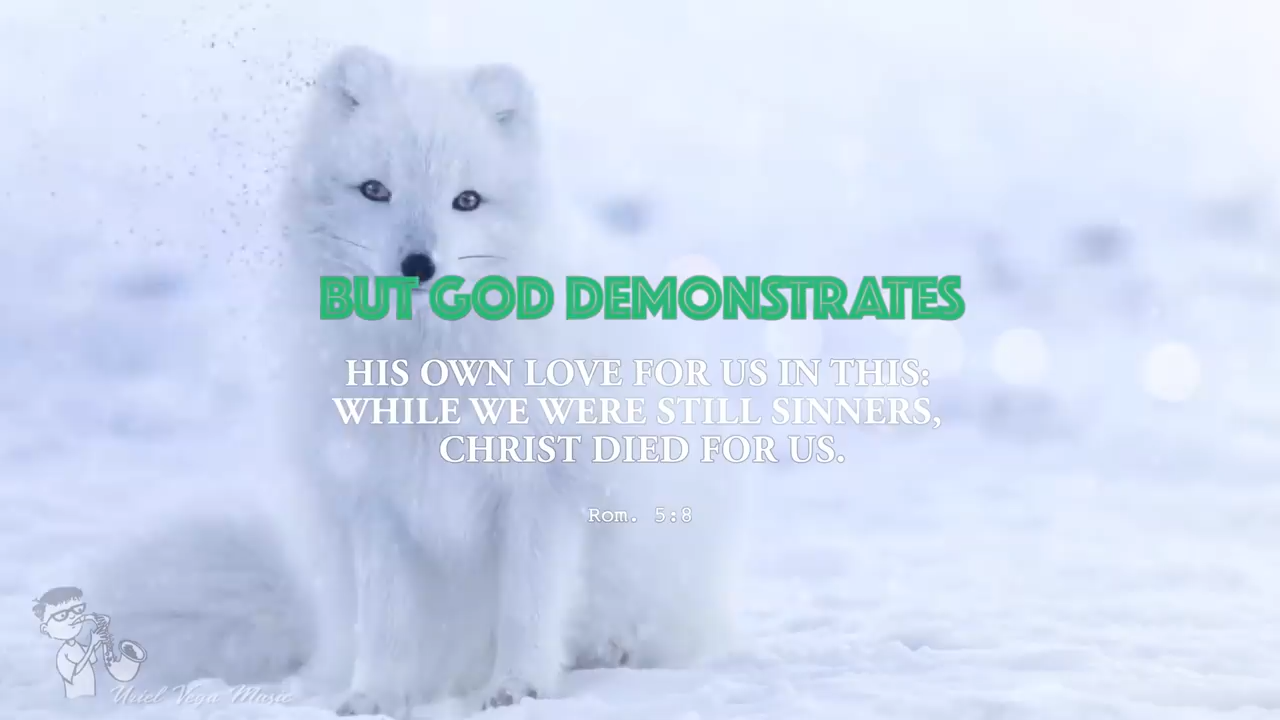 BUT GOD DEMONSTRATES
HIS OWN LOVE FOR US IN THIS:
WHILE WE WERE STILL SINNERS,
CHRIST DIED FOR US.
Rom. 5:8
Uriel Vega Music